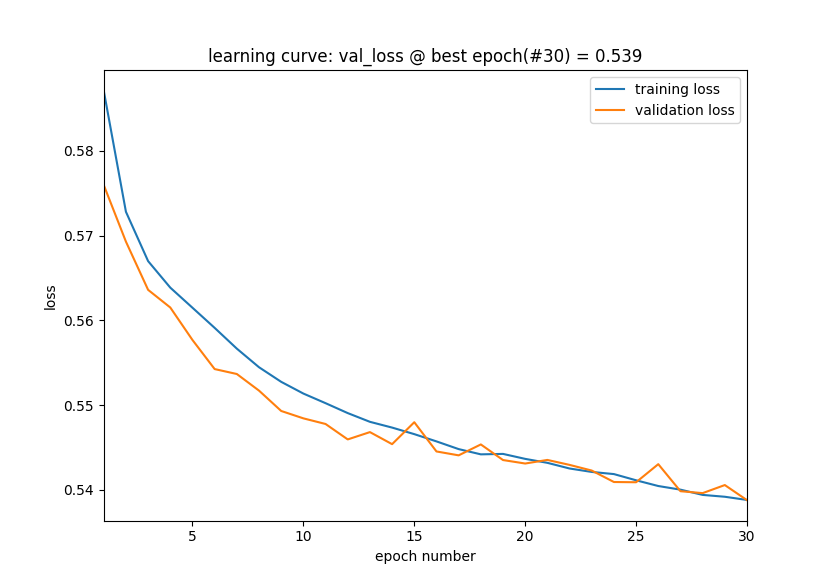 learning curve: val_loss @ best epoch(#30) = 0.539
training loss
validation loss
0.58
0.57
0.56
0.55
0.54
loss
5
10
15
20
25
30
epoch number